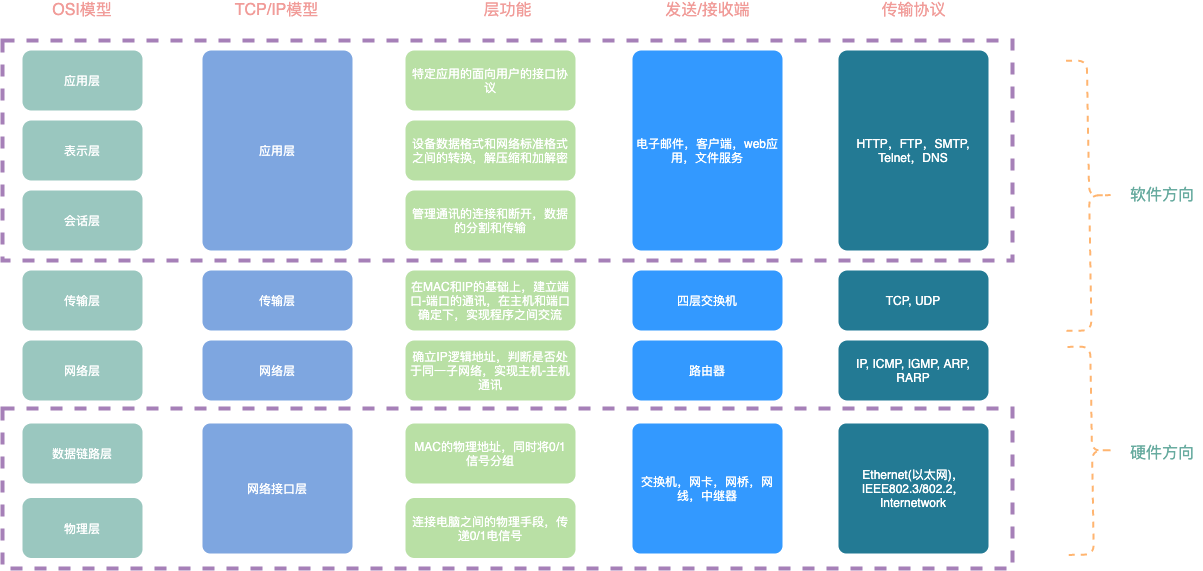 OSI模型
TCP/IP模型
层功能
发送/接收端
传输协议
应用层
应用层
特定应用的面向用户的接口协
议
电子邮件，客户端，web应
用，文件服务
HTTP，FTP，SMTP,
Telnet，DNS
表示层
设备数据格式和网络标准格式
之间的转换，解压缩和加解密
会话层
管理通讯的连接和断开，数据
的分割和传输
软件方向
传输层
传输层
在MAC和IP的基础上，建立端
口-端口的通讯，在主机和端口
确定下，实现程序之间交流
四层交换机
TCP, UDP
网络层
网络层
确立IP逻辑地址，判断是否处
于同一子网络，实现主机-主机
通讯
路由器
IP, ICMP, IGMP, ARP,
RARP
数据链路层
网络接口层
MAC的物理地址，同时将0/1
信号分组
交换机，网卡，网桥，网
线，中继器
Ethernet(以太网),
IEEE802.3/802.2,
Internetwork
物理层
连接电脑之间的物理手段，传
递0/1电信号
硬件方向